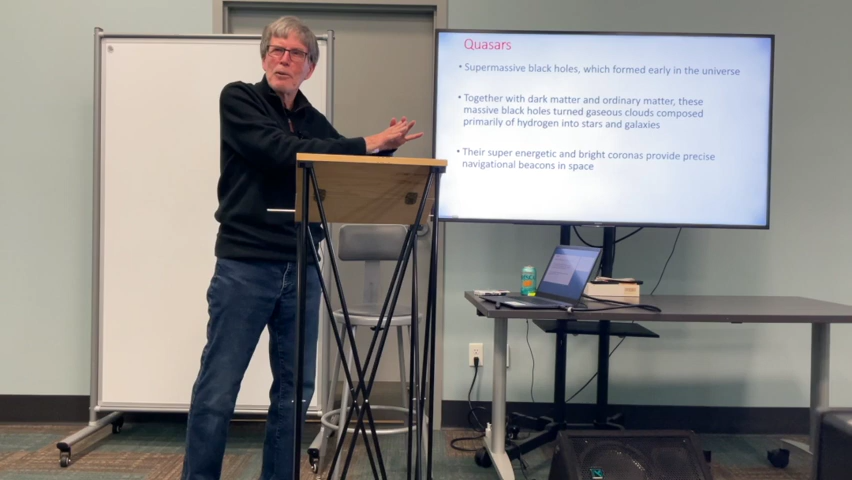 Quasars
• Supermassive black holes, which formed early in the universe
• Together with dark matter and ordinary matter, these
massive black holes turned gaseous clouds composed
primarily of hydrogen into stars and galaxies
• Their super energetic and bright coronas provide precise
navigational beacons in space